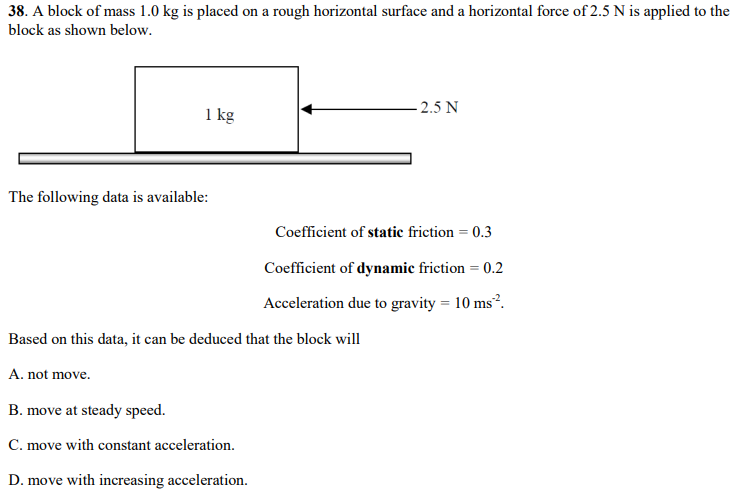 38. A block of mass 1.0 kg is placed on a rough horizontal surface and a horizontal force of 2.5 N is applied to the
block as shown below.
1 kg
2.5 N
The following data is available:
Coefficient of static friction = 0.3
Coefficient of dynamic friction = 0.2
Acceleration due to gravity = 10 ms⁻².
Based on this data, it can be deduced that the block will
A. not move.
B. move at steady speed.
C. move with constant acceleration.
D. move with increasing acceleration.